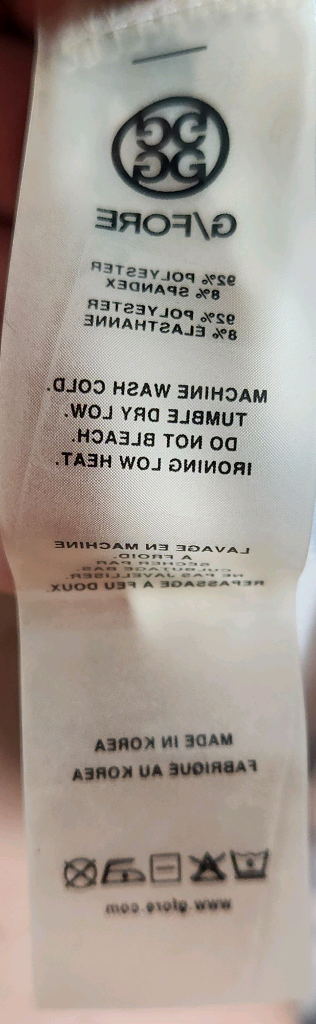 G/FORE
92% POLYESTER
8% SPANDEX
92% POLYESTER
8% ELASTHANNE
MACHINE WASH COLD.
TUMBLE DRY LOW.
DO NOT BLEACH.
IRONING LOW HEAT.
LAVAGE EN MACHINE
A FROID.
SECHER PAR
CULBUTAGE BAS.
NE PAS JAVELLISER.
REPASSAGE A FEU DOUX.
MADE IN KOREA
FABRIQUE AU KOREA
www.gfore.com